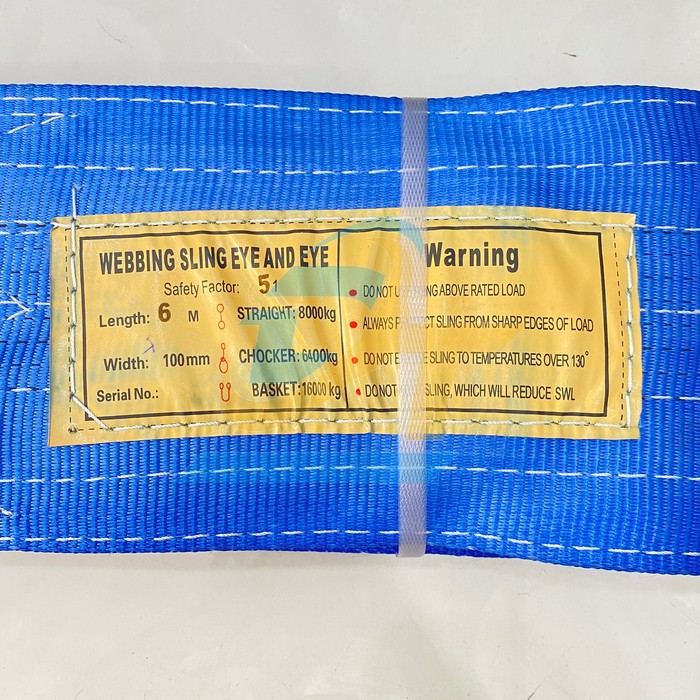 WEBBING SLING EYE AND EYE
Safety Factor: 5 1
Length: 6 M STRAIGHT: 8000kg
Width: 100mm CHOCKER: 6400kg
Serial No.: BASKET: 16000 kg
Warning
DO NOT ABOVE RATED LOAD
ALWAYS SLING FROM SHARP EDGES OF LOAD
DO NOT SLING TO TEMPERATURES OVER 130°
DO NOT SLING, WHICH WILL REDUCE SWL